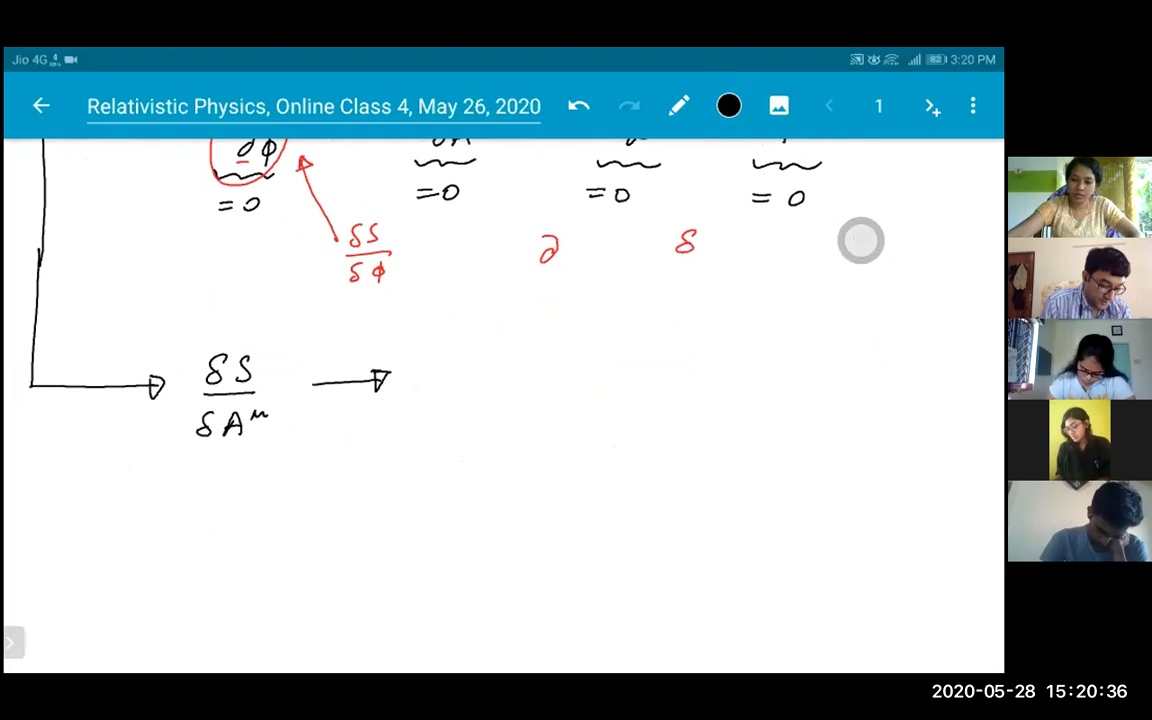 Jio 4G 82 3:20 PM
Relativistic Physics, Online Class 4, May 26, 2020 1
∂φ
= 0 = 0 = 0 = 0
δS
δφ
∂ δ
δS
δA^μ
2020-05-28 15:20:36